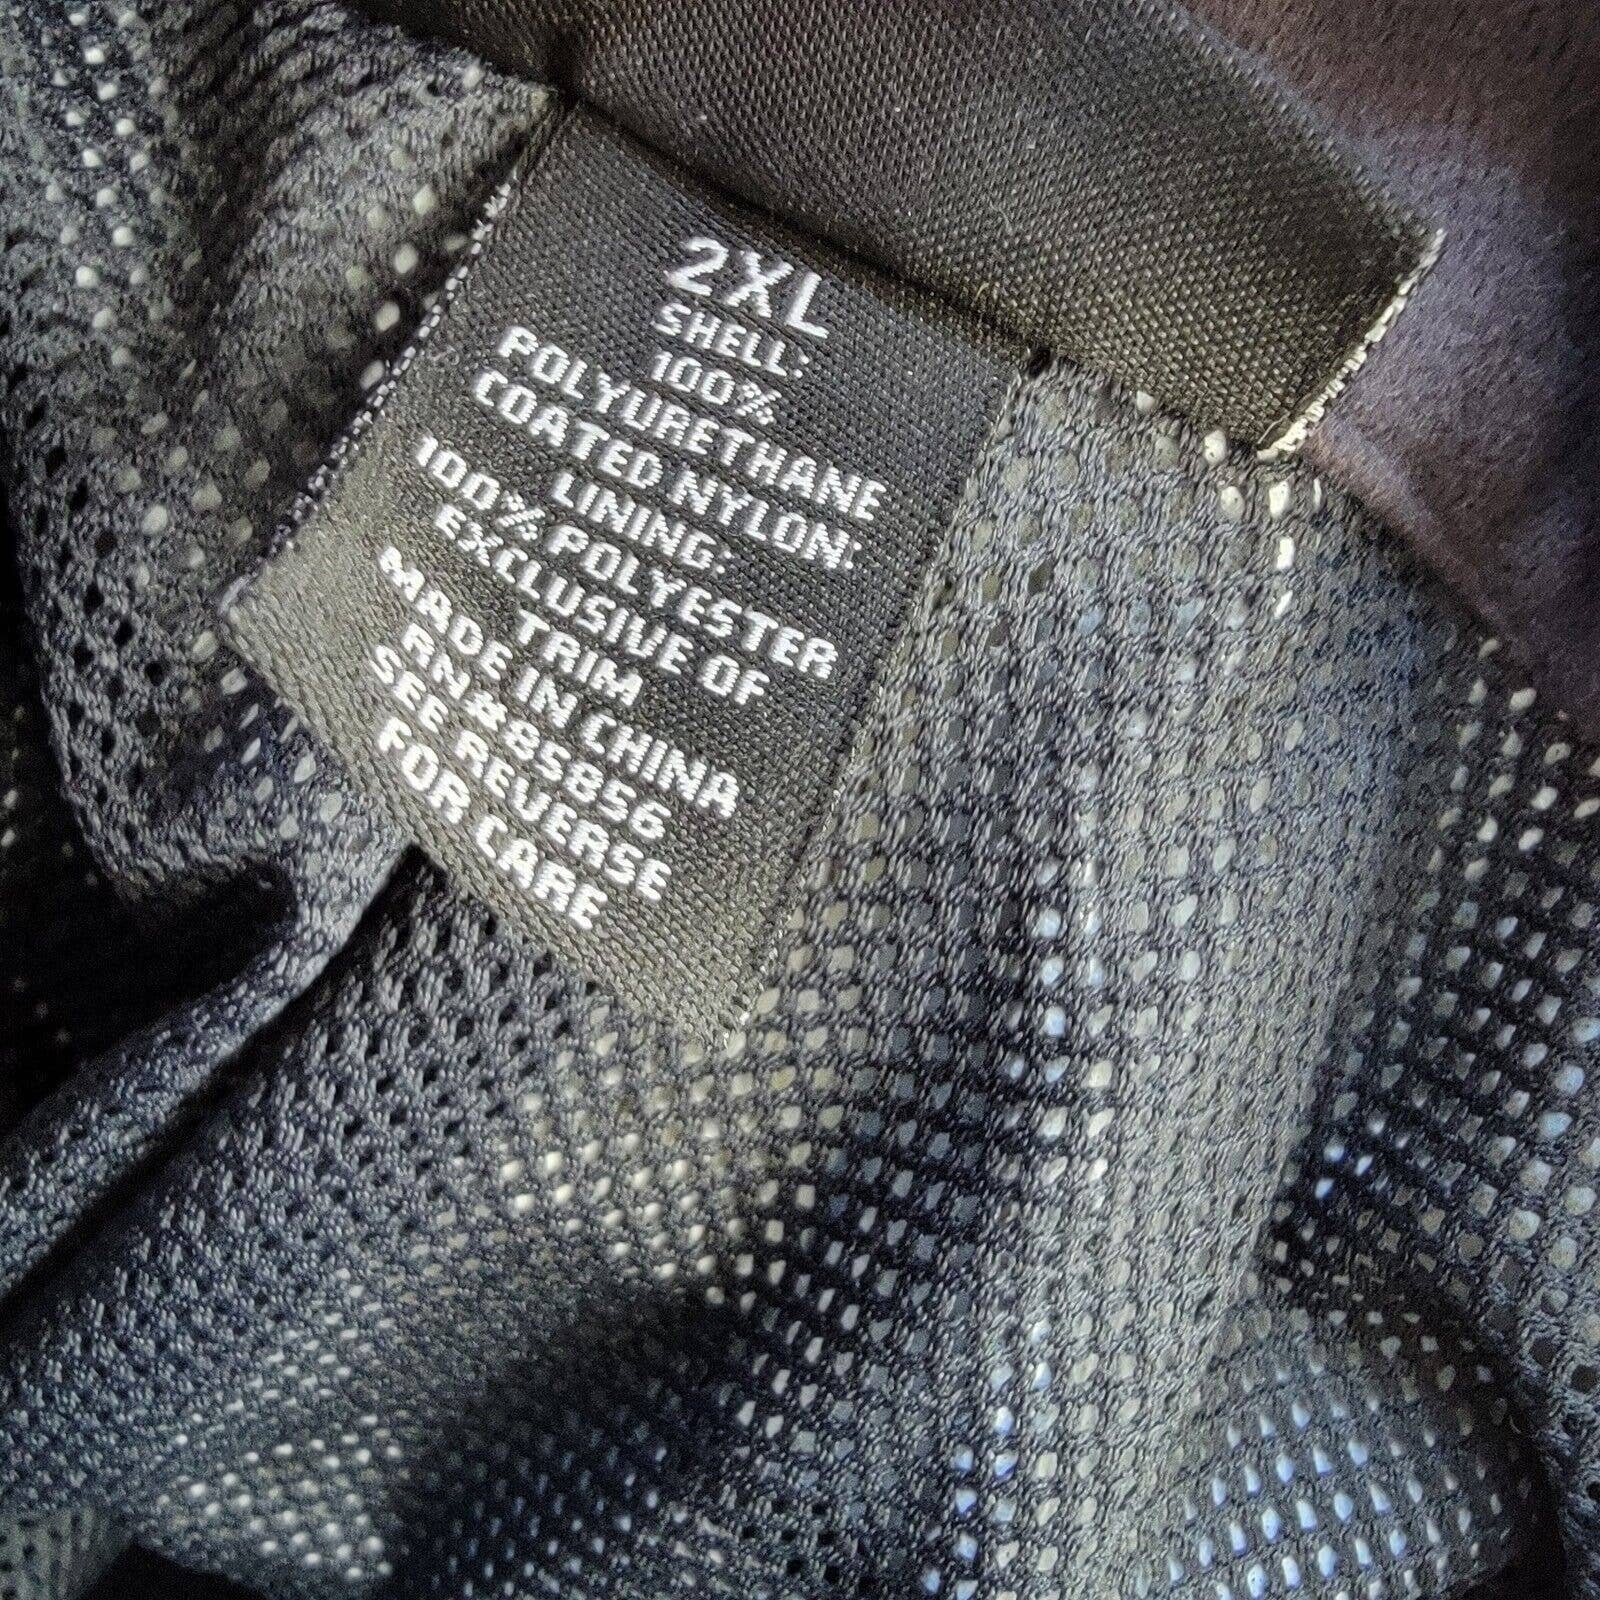 2XL
SHELL:
100%
POLYURETHANE
COATED NYLON:
LINING:
100% POLYESTER
EXCLUSIVE OF
TRIM
MADE IN CHINA
RN#85856
SEE REVERSE
FOR CARE